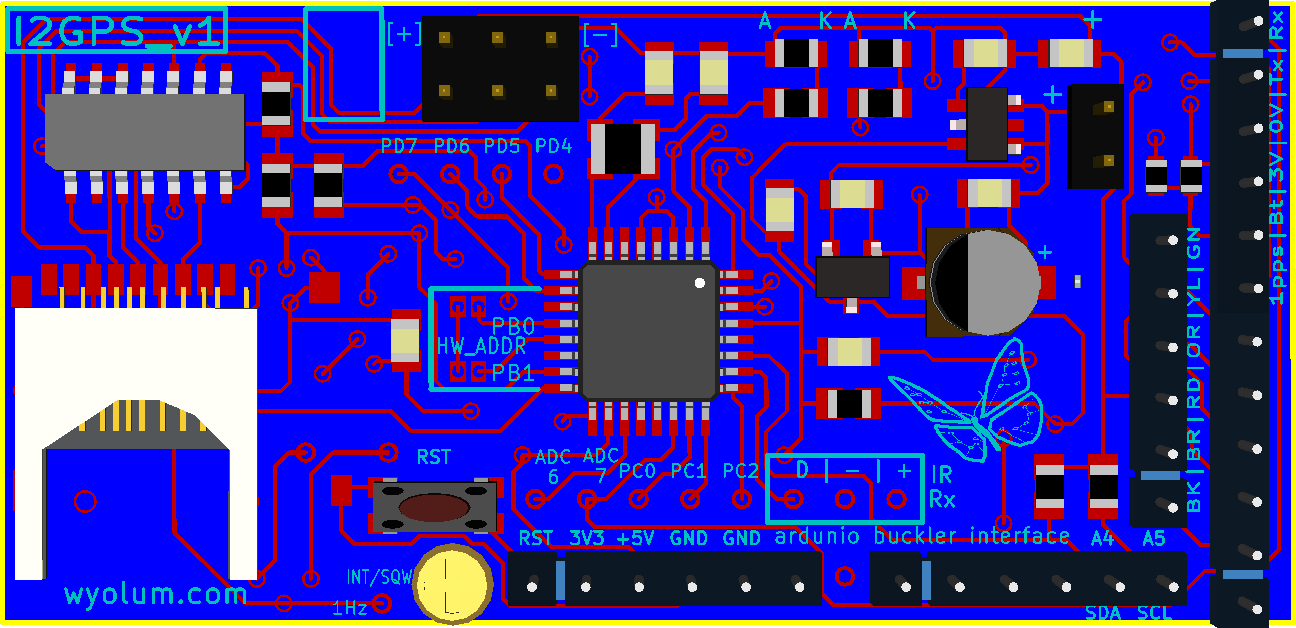 I2GPS_v1
[+]
[-]
A K A K +
+
PD7 PD6 PD5 PD4
+
PB0
HW_ADDR
PB1
RST
ADC 6
ADC 7
PC0 PC1 PC2
D | - | +
IR
Rx
RST 3V3 +5V GND GND
ardunio buckler interface
A4 A5
INT/SQW
1Hz
SDA SCL
wyolum.com
BK|BR|RD|OR|YL|GN
1pps|Bt|3V|0V|Tx|Rx